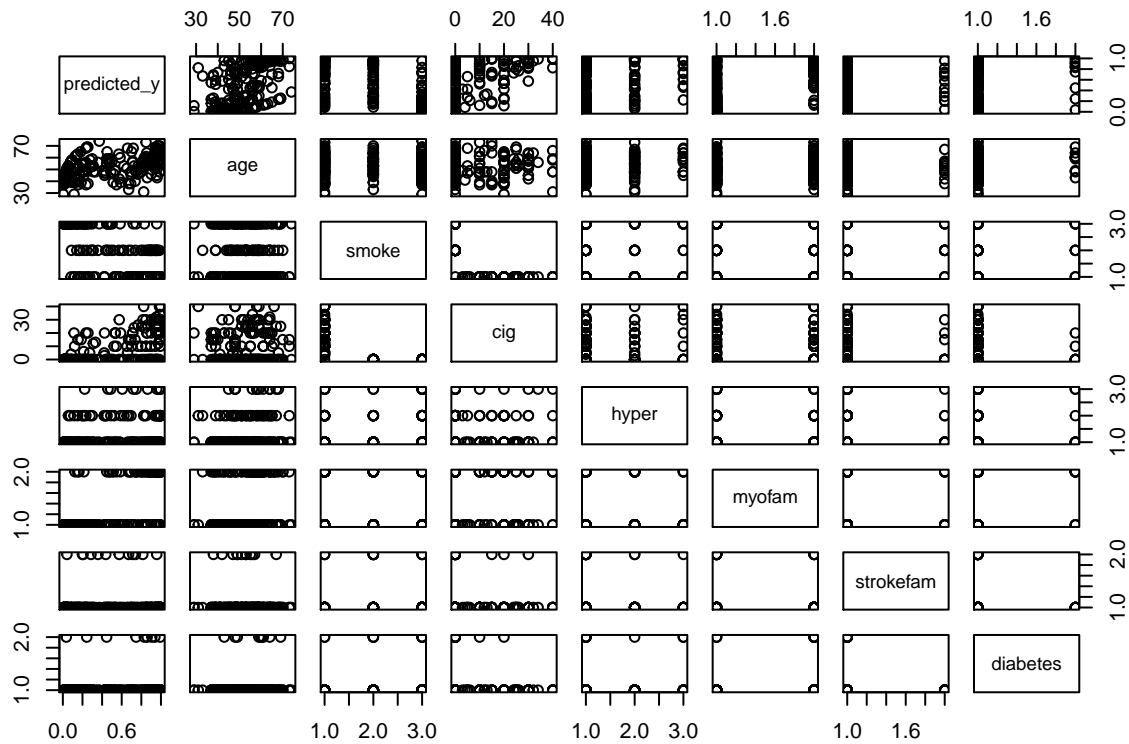 30 50 70 0 10 20 30 40 1.0 1.6 1.0 1.6
predicted_y 0.0 1.0
30 70 age
smoke 1.0 3.0
0 30 cig
hyper 1.0 3.0
1.0 2.0 myofam
strokefam 1.0 2.0
1.0 2.0 diabetes
0.0 0.6 1.0 2.0 3.0 1.0 2.0 3.0 1.0 1.6